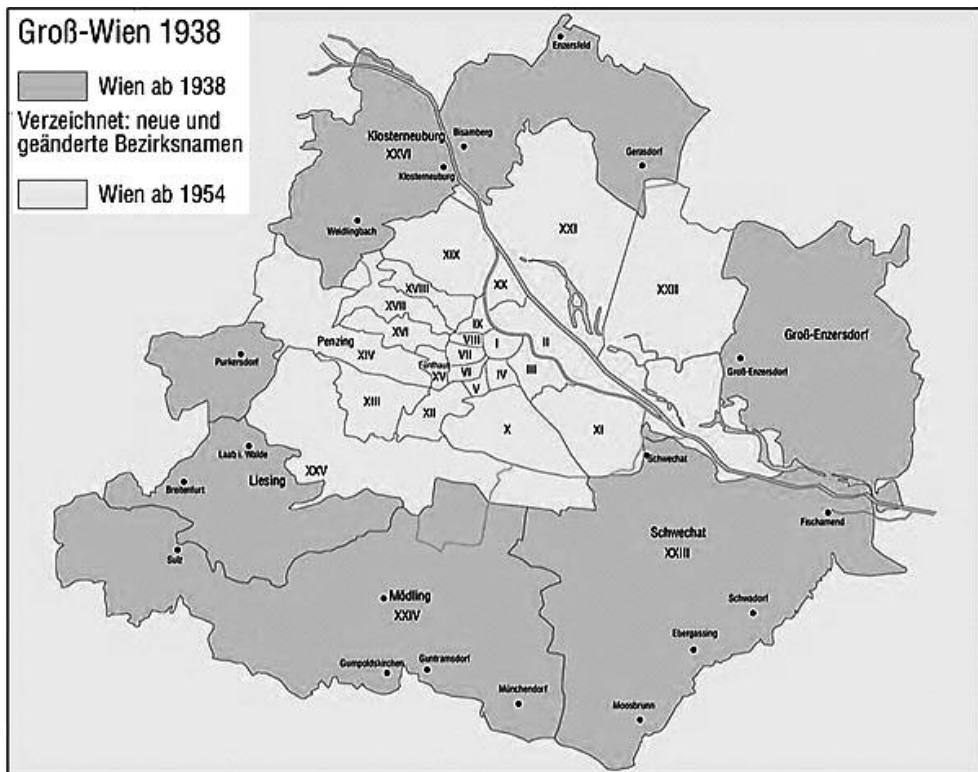 Groß-Wien 1938
Wien ab 1938
Verzeichnet: neue und
geänderte Bezirksnamen
Wien ab 1954
Enzersfeld
Klosterneuburg
XXVI
Bisamberg
Klosterneuburg
Gerasdorf
Weidlingbach
XXI
XIX
XX
XXII
XVIII
XVII
XVI
IX
VIII
I
II
Penzing
XIV
VII
Fünfhaus
XV
VI
IV
III
V
Purkersdorf
Groß-Enzersdorf
Groß-Enzersdorf
XIII
XII
X
XI
Laab i. Walde
XXV
Liesing
Breitenfurt
Schwechat
Schwechat
XXIII
Fischamend
Sulz
Mödling
XXIV
Schwadorf
Ebergassing
Gumpoldskirchen
Guntramsdorf
Münchendorf
Moosbrunn